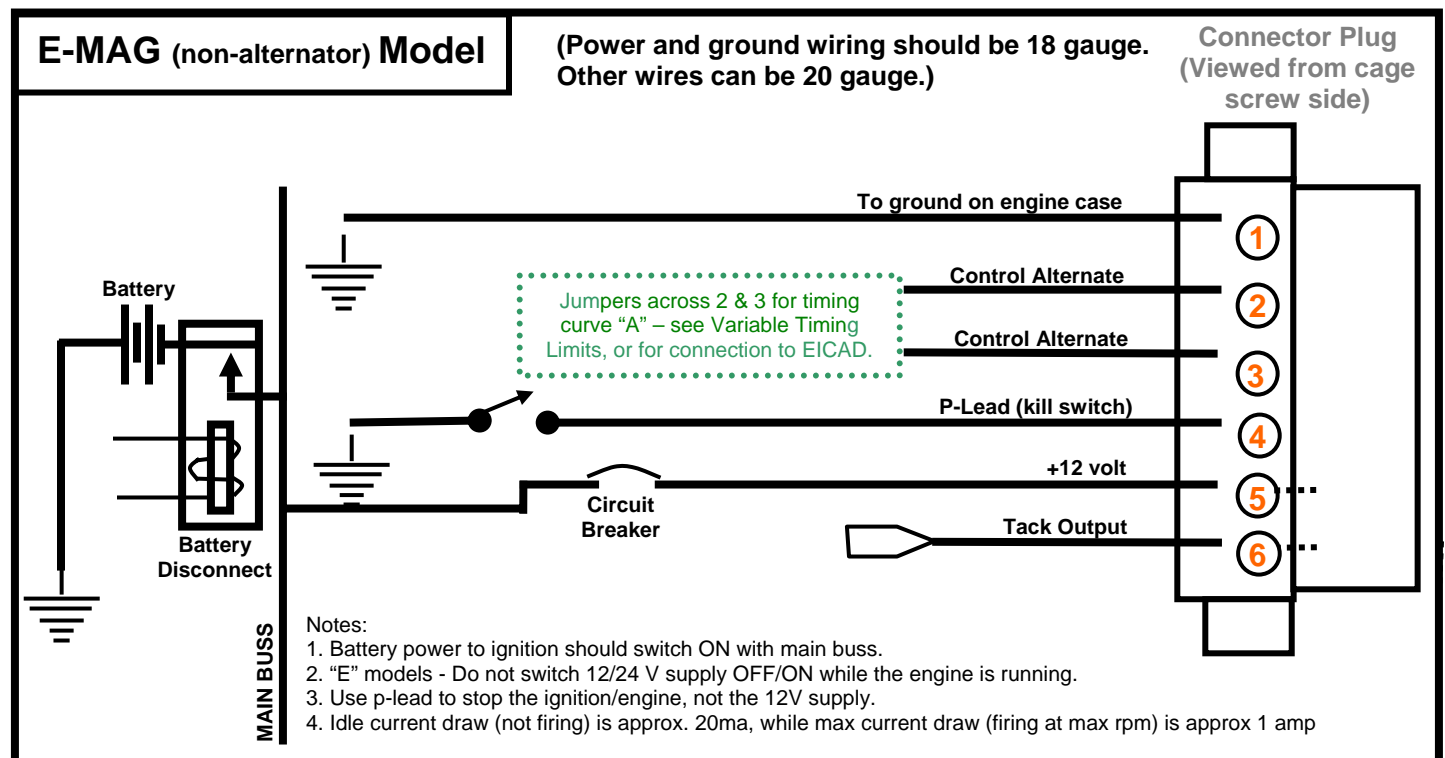 E-MAG (non-alternator) Model
(Power and ground wiring should be 18 gauge.
Other wires can be 20 gauge.)
Connector Plug
(Viewed from cage
screw side)
To ground on engine case
1
Battery
Jumpers across 2 & 3 for timing
curve “A” – see Variable Timing
Limits, or for connection to EICAD.
Control Alternate
2
Control Alternate
3
P-Lead (kill switch)
4
+12 volt
5
Circuit
Breaker
Tack Output
6
Battery
Disconnect
MAIN BUSS
Notes:
1. Battery power to ignition should switch ON with main buss.
2. “E” models - Do not switch 12/24 V supply OFF/ON while the engine is running.
3. Use p-lead to stop the ignition/engine, not the 12V supply.
4. Idle current draw (not firing) is approx. 20ma, while max current draw (firing at max rpm) is approx 1 amp